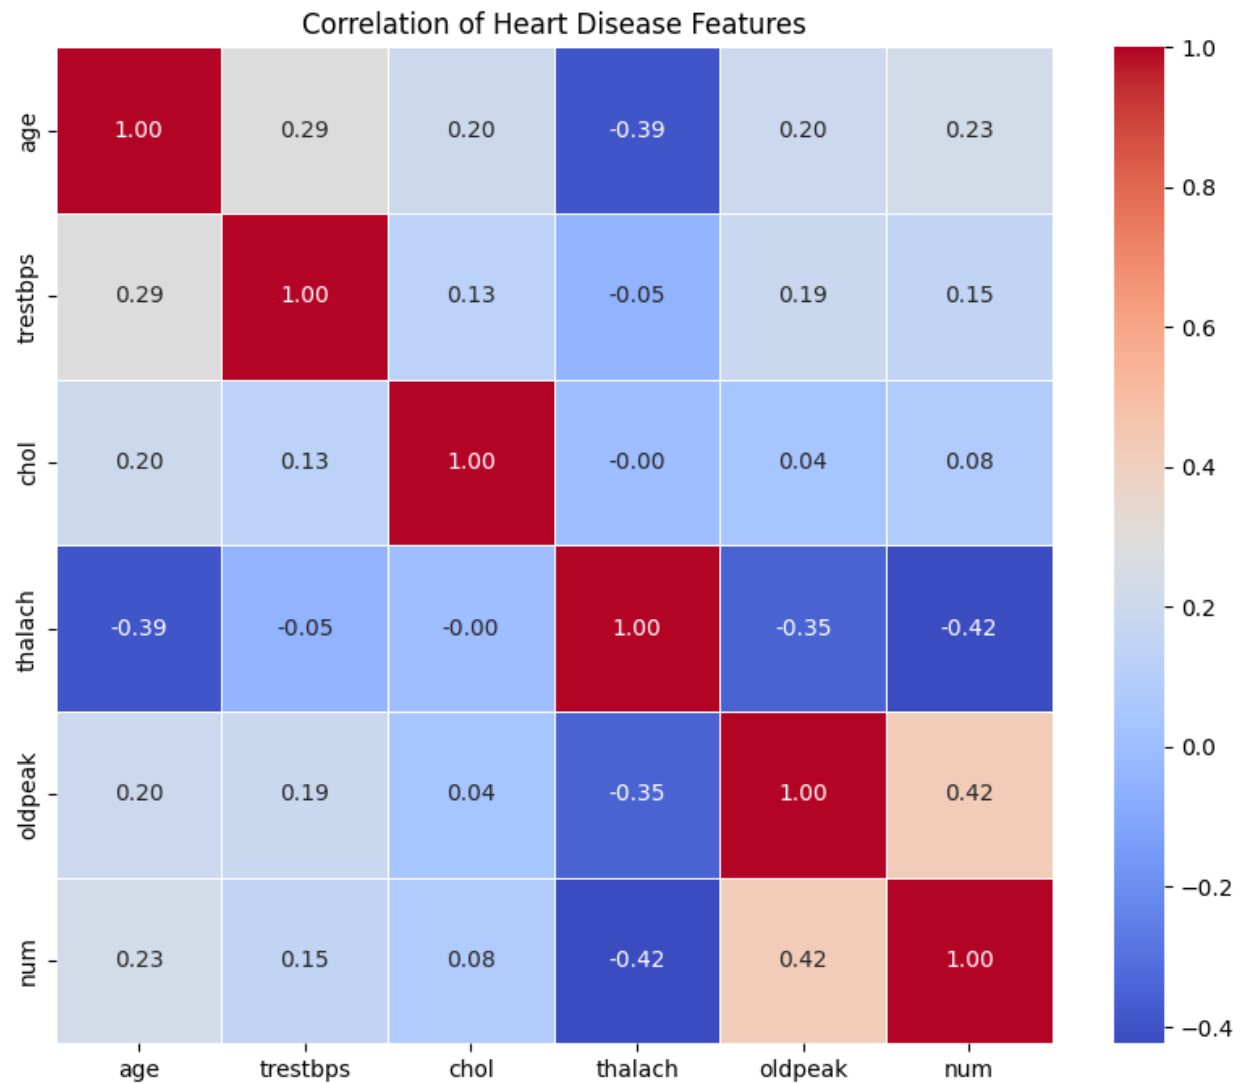 Correlation of Heart Disease Features
age 1.00 0.29 0.20 -0.39 0.20 0.23
trestbps 0.29 1.00 0.13 -0.05 0.19 0.15
chol 0.20 0.13 1.00 -0.00 0.04 0.08
thalach -0.39 -0.05 -0.00 1.00 -0.35 -0.42
oldpeak 0.20 0.19 0.04 -0.35 1.00 0.42
num 0.23 0.15 0.08 -0.42 0.42 1.00
age trestbps chol thalach oldpeak num
1.0
0.8
0.6
0.4
0.2
0.0
−0.2
−0.4